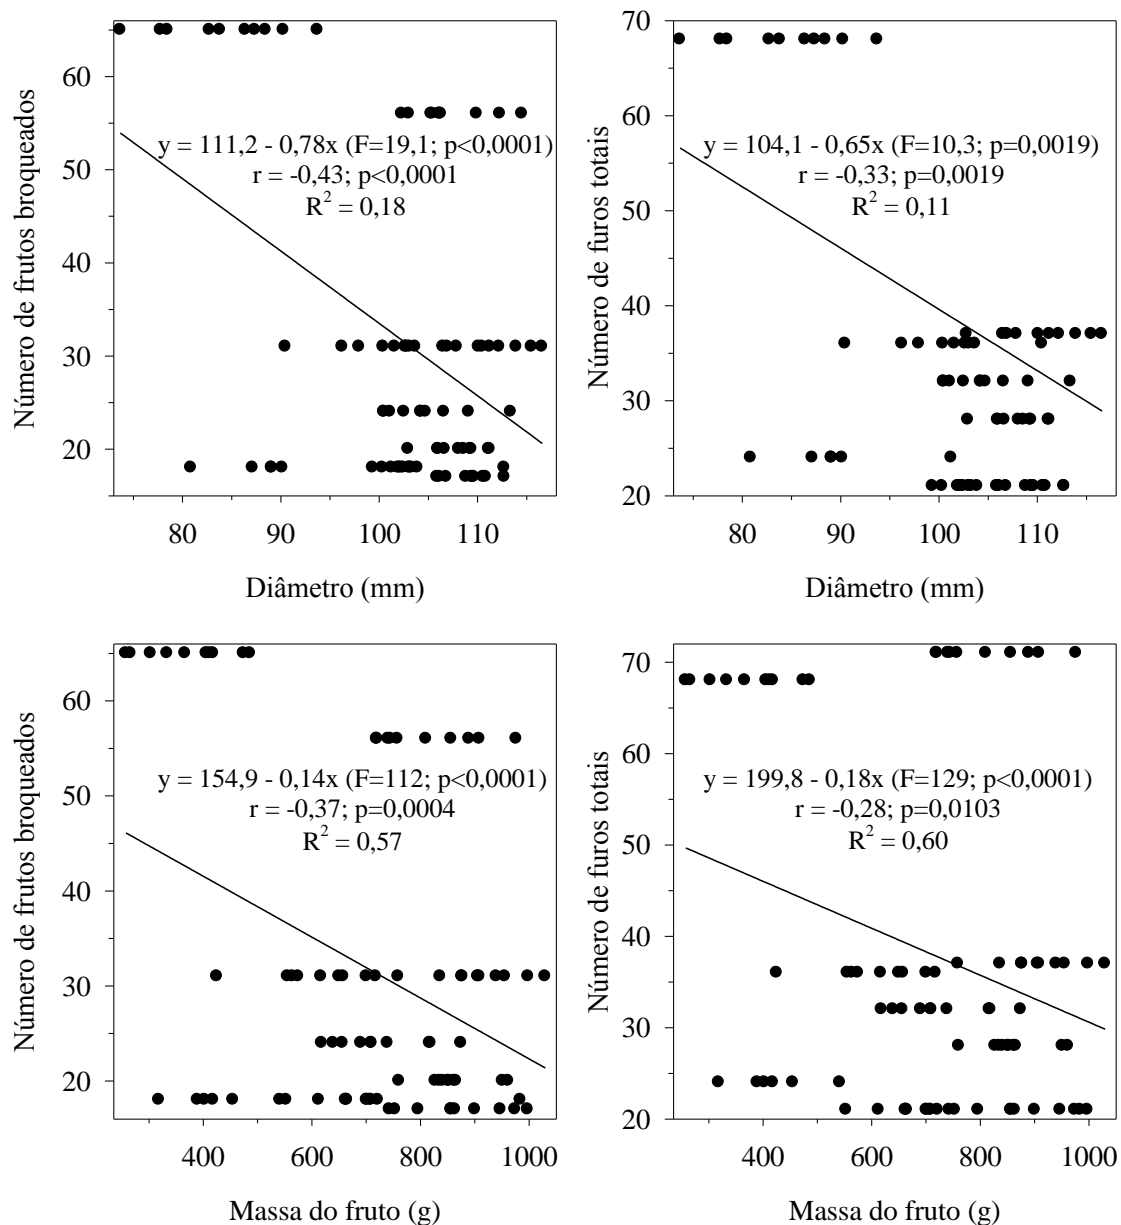 Número de frutos broqueados
60
50
40
30
20
y = 111,2 - 0,78x (F=19,1; p<0,0001)
r = -0,43; p<0,0001
R² = 0,18
80 90 100 110
Diâmetro (mm)
Número de furos totais
70
60
50
40
30
20
y = 104,1 - 0,65x (F=10,3; p=0,0019)
r = -0,33; p=0,0019
R² = 0,11
80 90 100 110
Diâmetro (mm)
Número de frutos broqueados
60
50
40
30
20
y = 154,9 - 0,14x (F=112; p<0,0001)
r = -0,37; p=0,0004
R² = 0,57
400 600 800 1000
Massa do fruto (g)
Número de furos totais
70
60
50
40
30
20
y = 199,8 - 0,18x (F=129; p<0,0001)
r = -0,28; p=0,0103
R² = 0,60
400 600 800 1000
Massa do fruto (g)